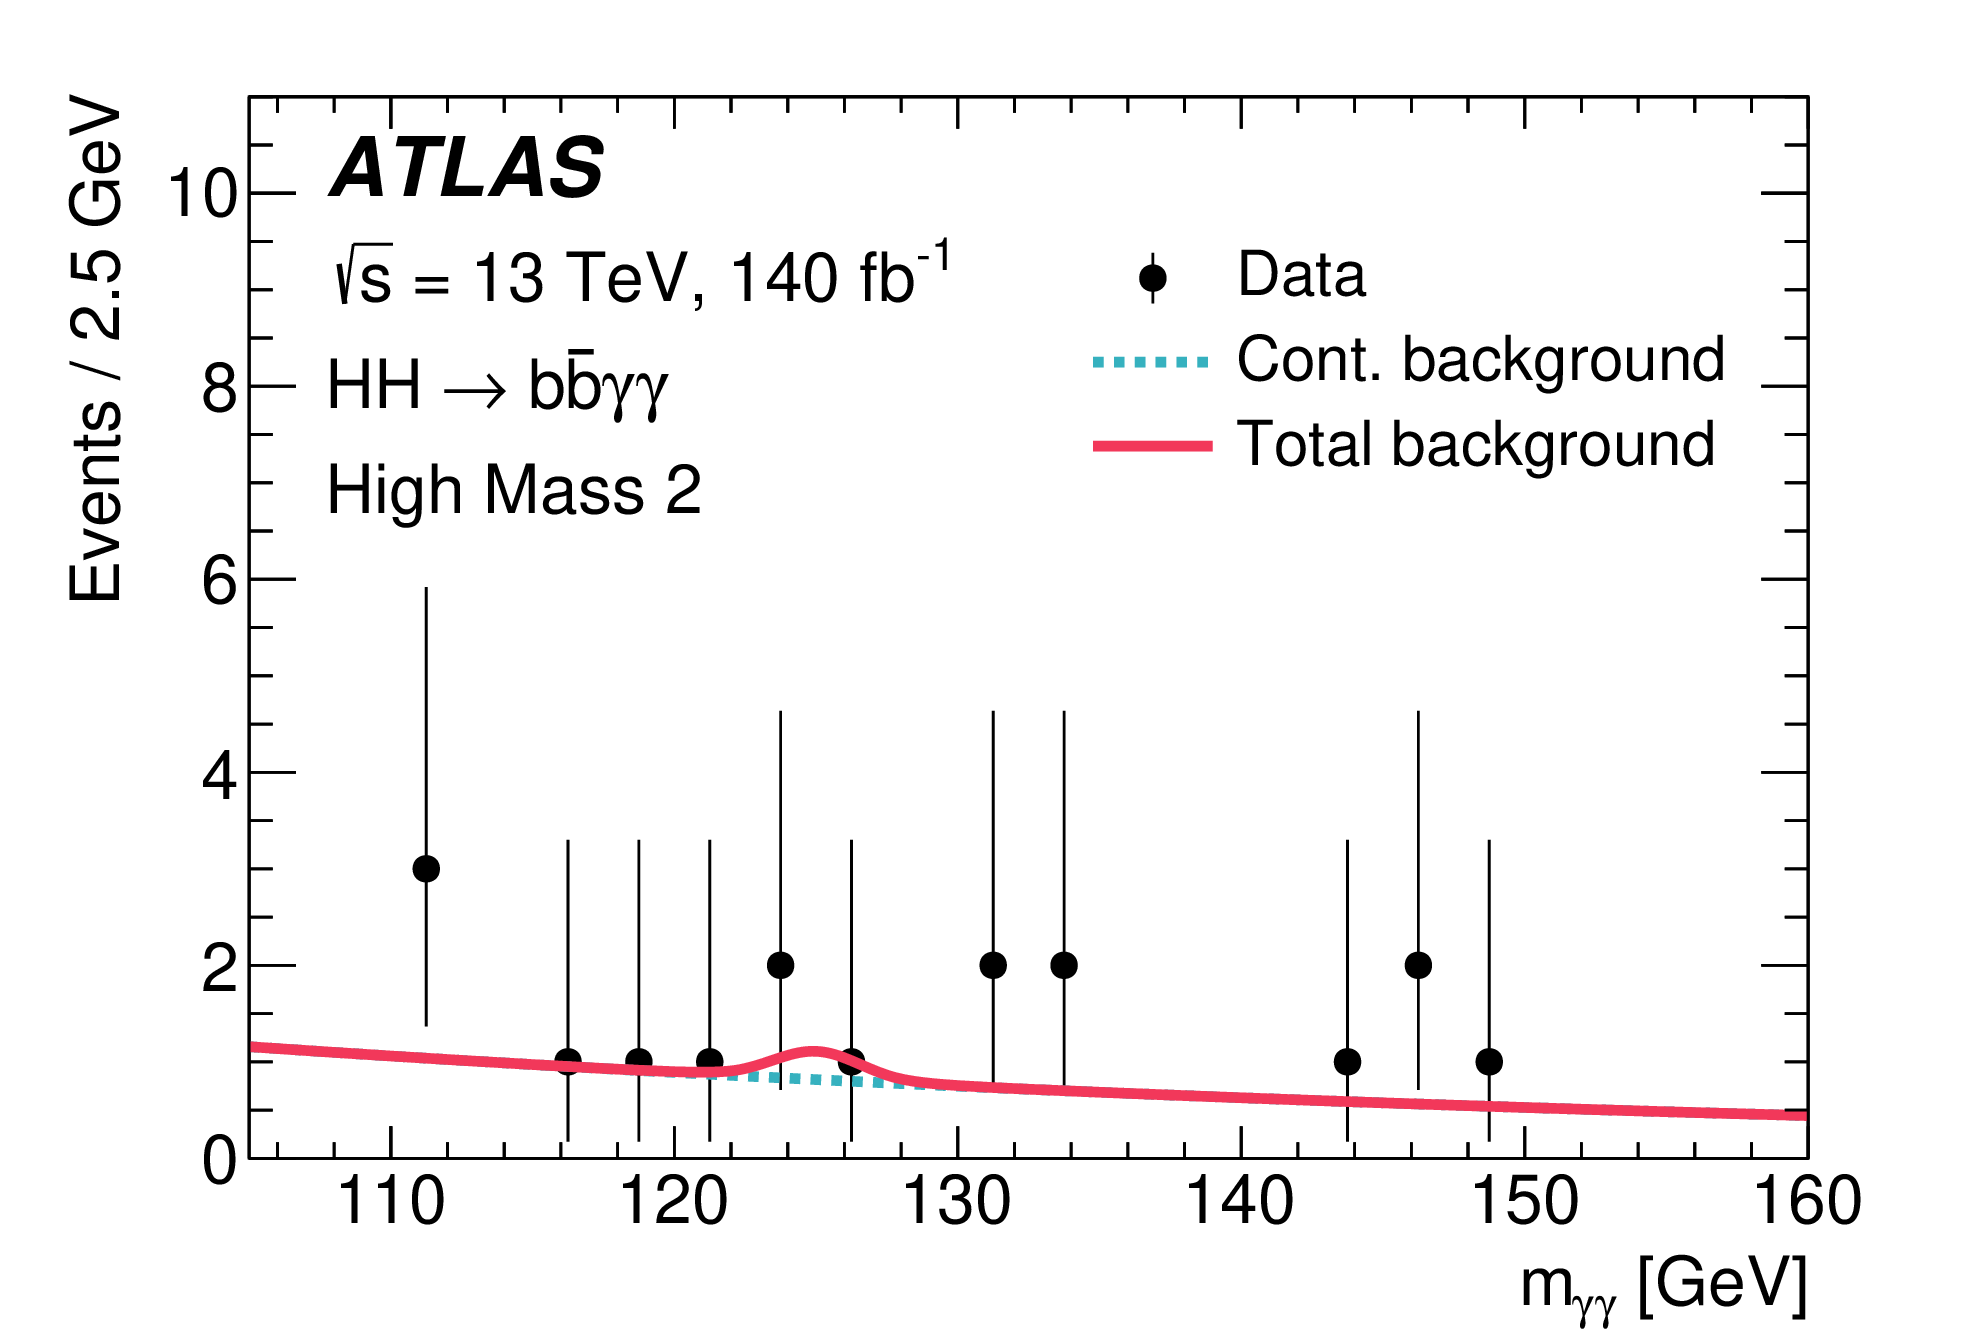 Events / 2.5 GeV
10
8
6
4
2
0
ATLAS
√s = 13 TeV, 140 fb⁻¹
HH → bb̄γγ
High Mass 2
Data
Cont. background
Total background
110 120 130 140 150 160
mγγ [GeV]